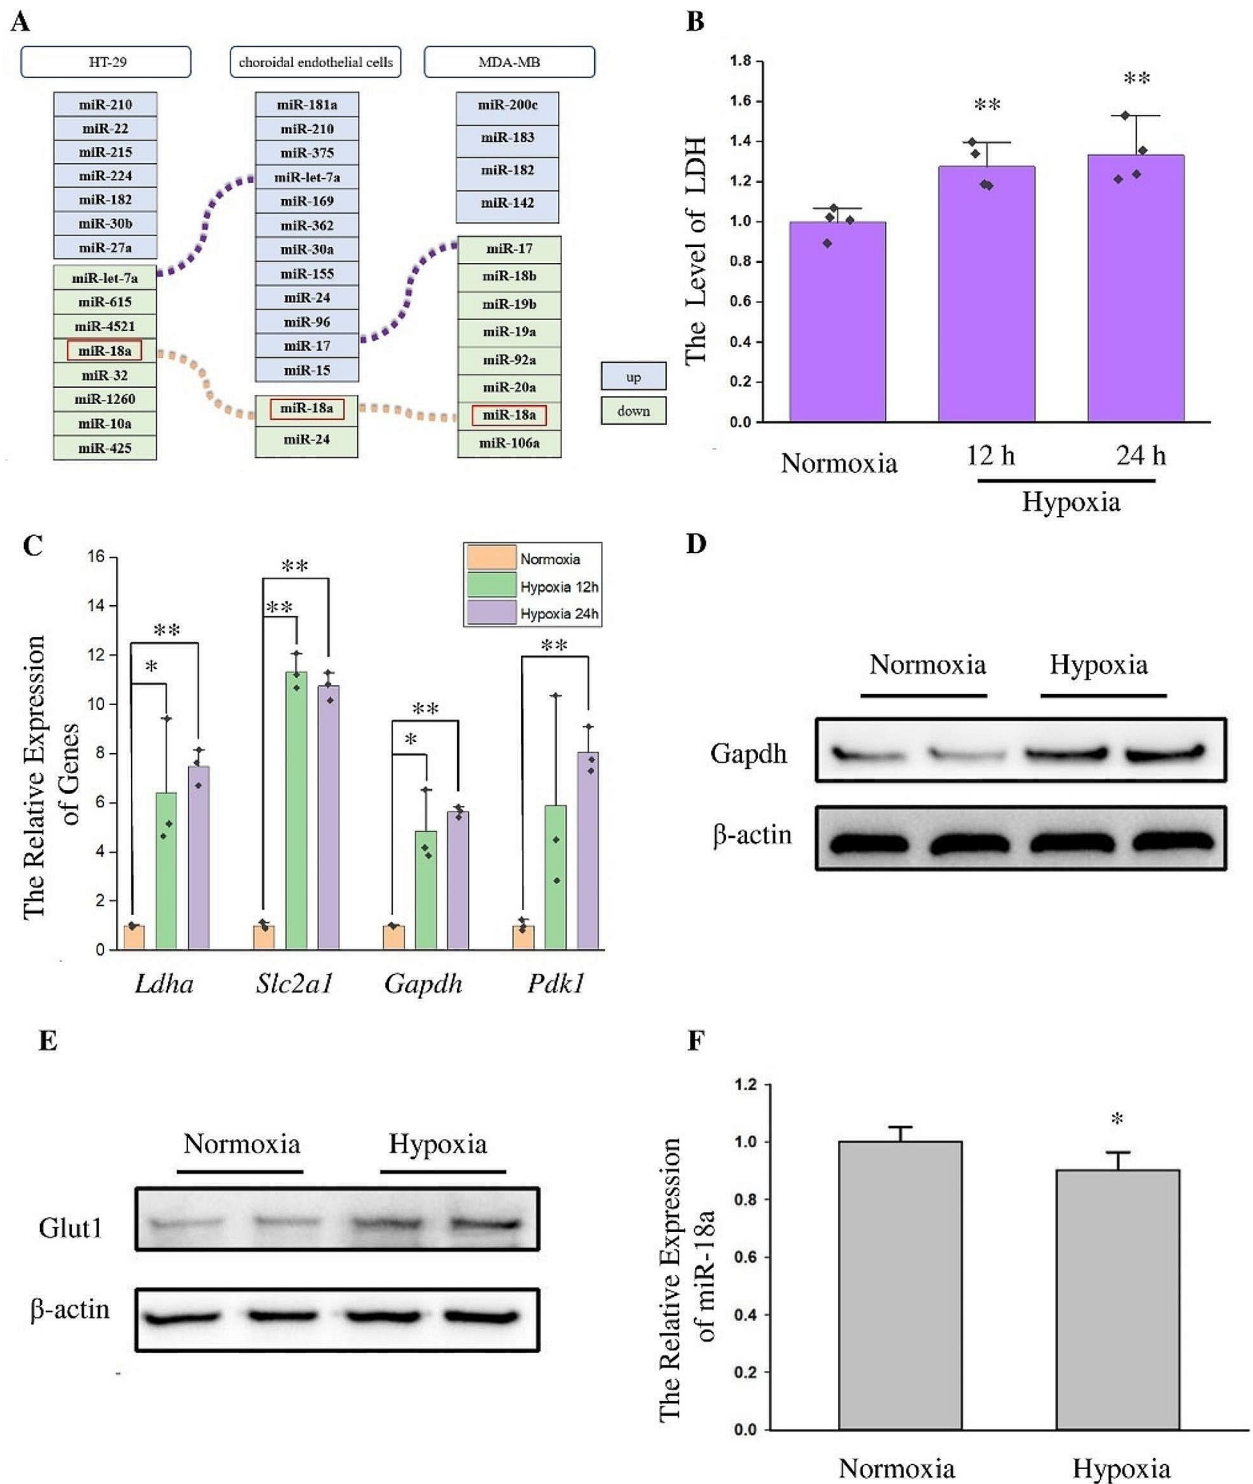 A
HT-29
choroidal endothelial cells
MDA-MB
miR-210
miR-22
miR-215
miR-224
miR-182
miR-30b
miR-27a
miR-let-7a
miR-615
miR-4521
miR-18a
miR-32
miR-1260
miR-10a
miR-425
miR-181a
miR-210
miR-375
miR-let-7a
miR-169
miR-362
miR-30a
miR-155
miR-24
miR-96
miR-17
miR-15
miR-18a
miR-24
miR-200c
miR-183
miR-182
miR-142
miR-17
miR-18b
miR-19b
miR-19a
miR-92a
miR-20a
miR-18a
miR-106a
up
down
B
The Level of LDH
1.8
1.6
1.4
1.2
1.0
0.8
0.6
0.4
0.2
0.0
**
**
Normoxia
12 h
24 h
Hypoxia
C
The Relative Expression
of Genes
16
14
12
10
8
6
4
2
0
Normoxia
Hypoxia 12h
Hypoxia 24h
**
*
**
**
**
*
**
Ldha
Slc2a1
Gapdh
Pdk1
D
Normoxia
Hypoxia
Gapdh
β-actin
E
Normoxia
Hypoxia
Glut1
β-actin
F
The Relative Expression
of miR-18a
1.2
1.0
0.8
0.6
0.4
0.2
0.0
*
Normoxia
Hypoxia